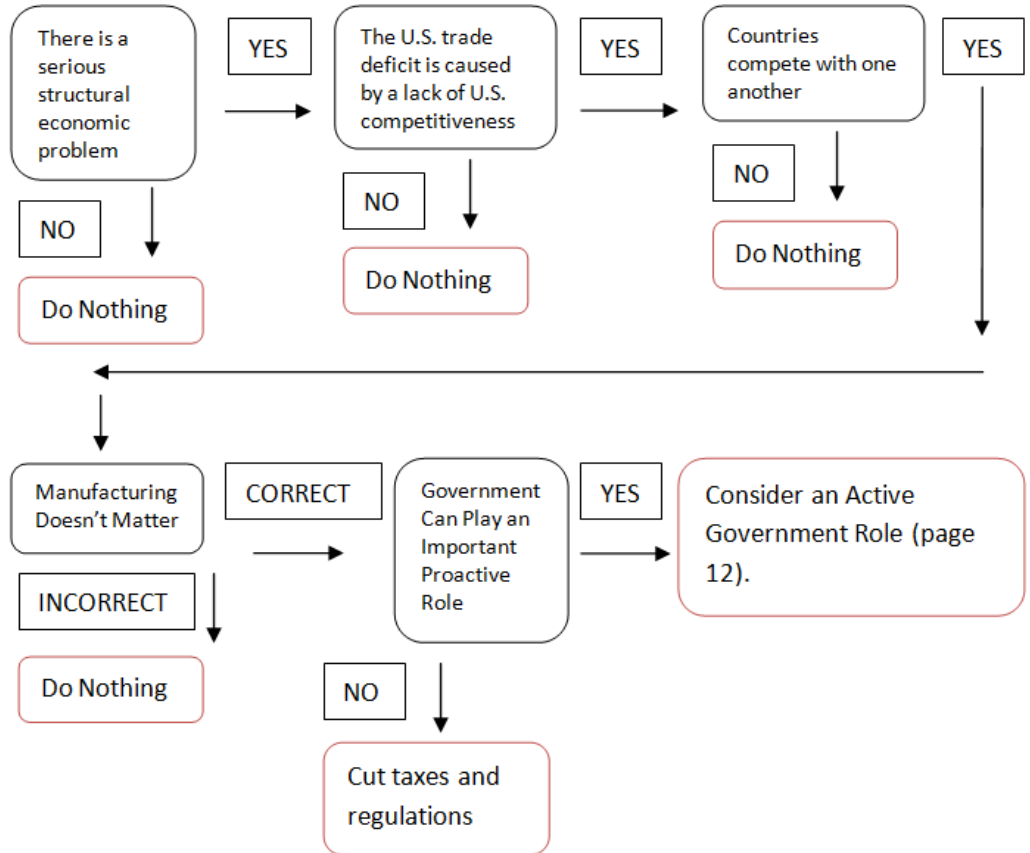 There is a
serious
structural
economic
problem
YES
The U.S. trade
deficit is caused
by a lack of U.S.
competitiveness
YES
Countries
compete with one
another
YES
NO
Do Nothing
NO
Do Nothing
NO
Do Nothing
Manufacturing
Doesn't Matter
CORRECT
Government
Can Play an
Important
Proactive
Role
YES
Consider an Active
Government Role (page
12).
INCORRECT
Do Nothing
NO
Cut taxes and
regulations